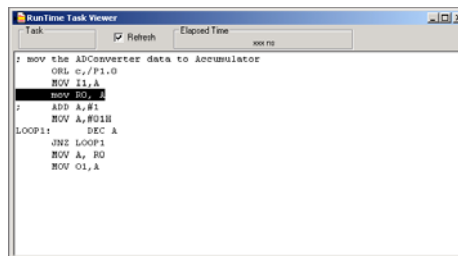 RunTime Task Viewer
Task
Refresh
Elapsed Time
xxx ns
; mov the ADConverter data to Accumulator
ORL c,/P1.0
MOV I1,A
mov R0, A
; ADD A,#1
MOV A,#01H
LOOP1: DEC A
JNZ LOOP1
MOV A, R0
MOV O1,A